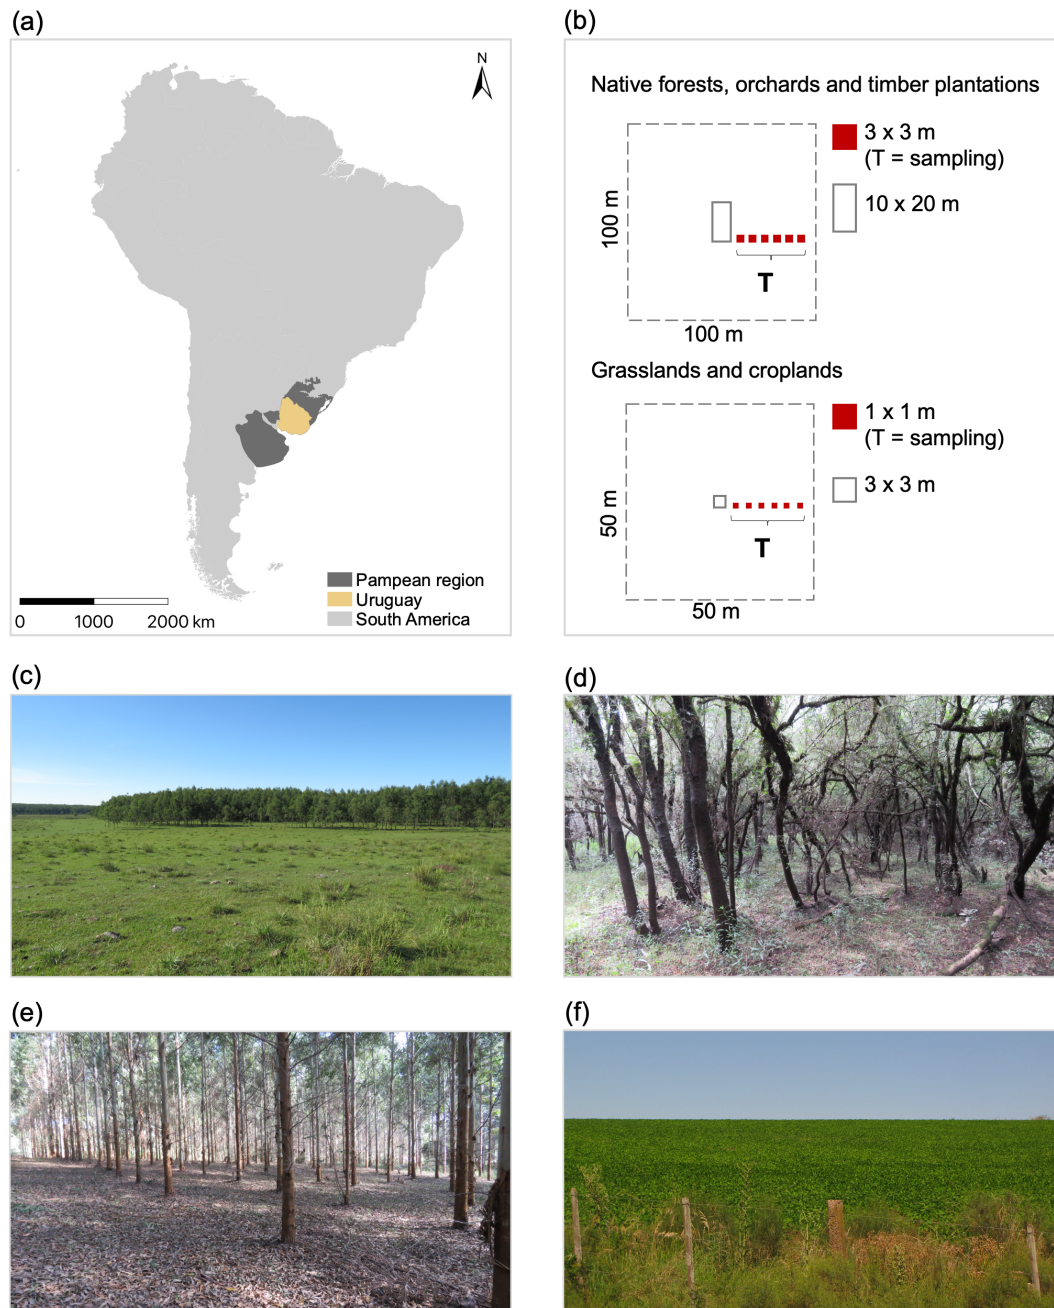 (a)
N
Pampean region
Uruguay
South America
0 1000 2000 km
(b)
Native forests, orchards and timber plantations
3 x 3 m
(T = sampling)
10 x 20 m
100 m
T
100 m
Grasslands and croplands
1 x 1 m
(T = sampling)
3 x 3 m
50 m
T
50 m
(c)
(d)
(e)
(f)